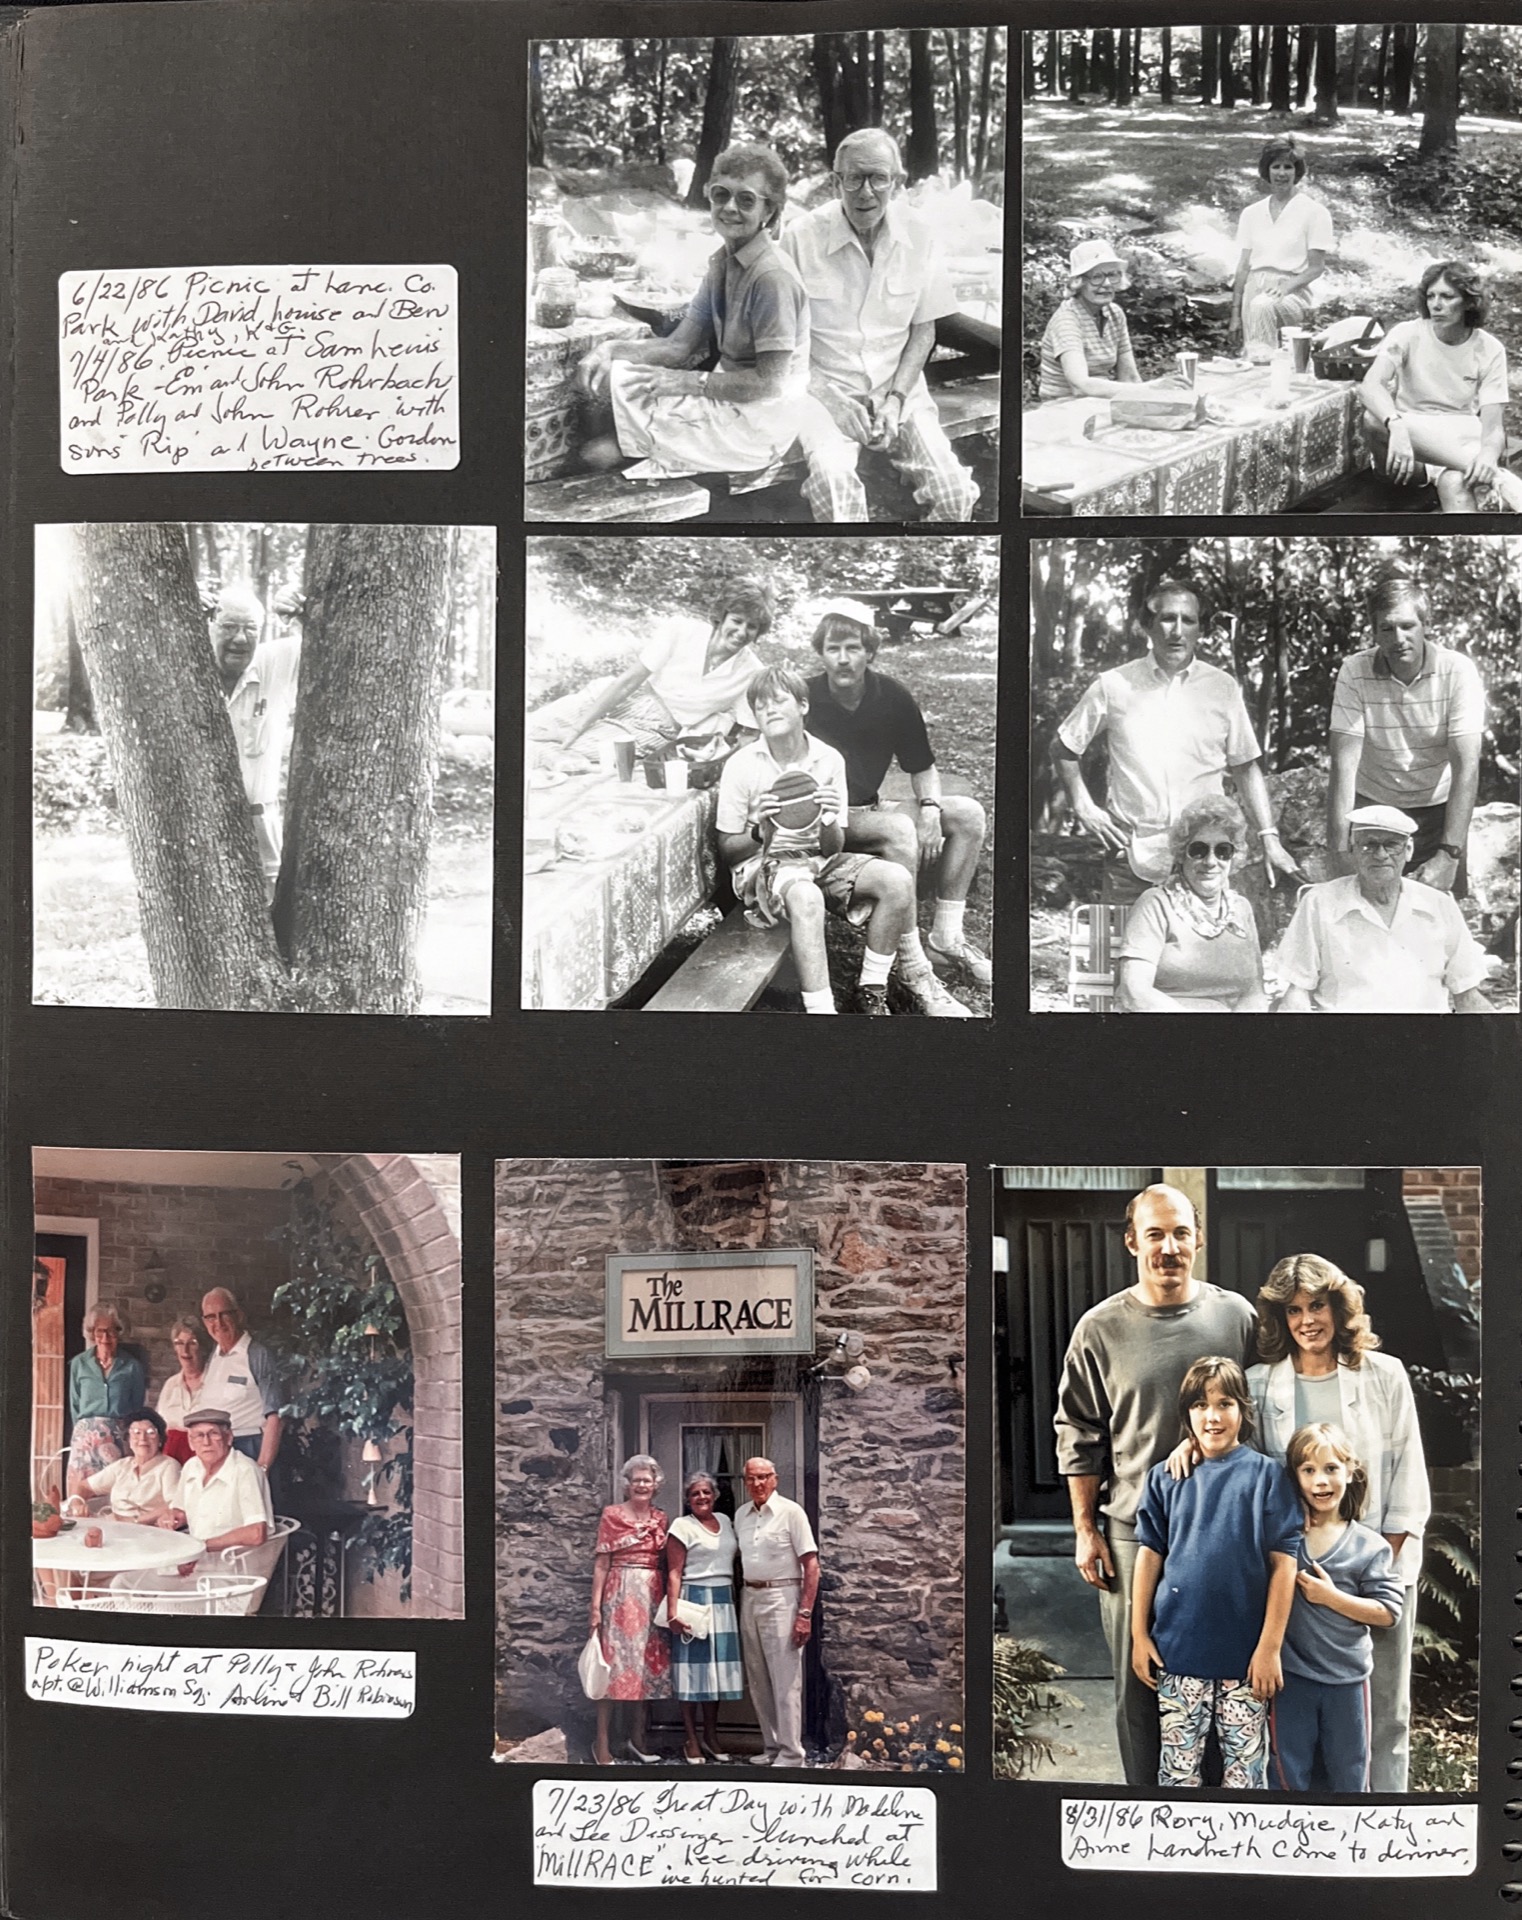 6/22/86 Picnic at Lanc. Co.
Park with David, Louise and Ben
and Kathy, K & G.
7/4/86. Picnic at Sam Lewis
Park - Em and John Rohrbach
and Polly and John Rohrer with
sons "Rip" and Wayne. Gordon
between trees.
Poker night at Polly & John Rohrers
apt. @ Williamson Sq. Arline & Bill Robinson
The
MILLRACE
7/23/86 Great Day with Madeline
and Lee Dissinger - lunched at
"MillRACE". Lee driving while
we hunted for corn.
8/31/86 Rory, Mudgie, Katy and
Anne Landreth came to dinner.